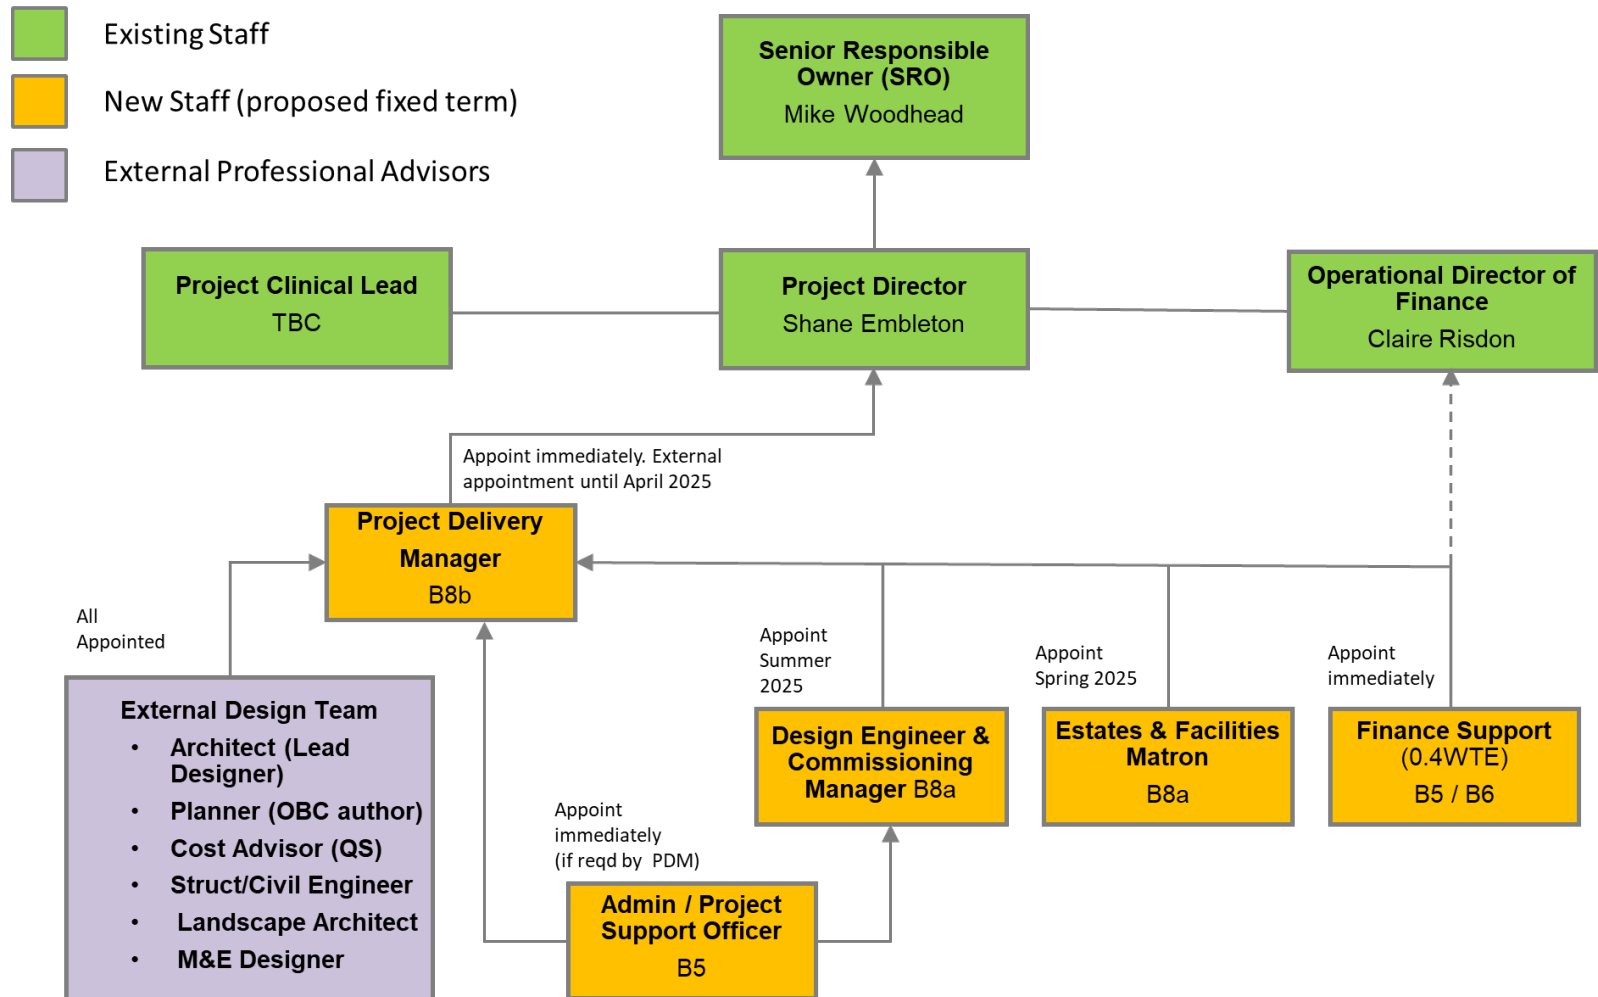 Existing Staff
New Staff (proposed fixed term)
External Professional Advisors
Senior Responsible
Owner (SRO)
Mike Woodhead
Project Clinical Lead
TBC
Project Director
Shane Embleton
Operational Director of
Finance
Claire Risdon
Appoint immediately. External
appointment until April 2025
Project Delivery
Manager
B8b
All
Appointed
External Design Team
• Architect (Lead
Designer)
• Planner (OBC author)
• Cost Advisor (QS)
• Struct/Civil Engineer
• Landscape Architect
• M&E Designer
Appoint
immediately
(if reqd by PDM)
Admin / Project
Support Officer
B5
Appoint
Summer
2025
Design Engineer &
Commissioning
Manager B8a
Appoint
Spring 2025
Estates & Facilities
Matron
B8a
Appoint
immediately
Finance Support
(0.4WTE)
B5 / B6